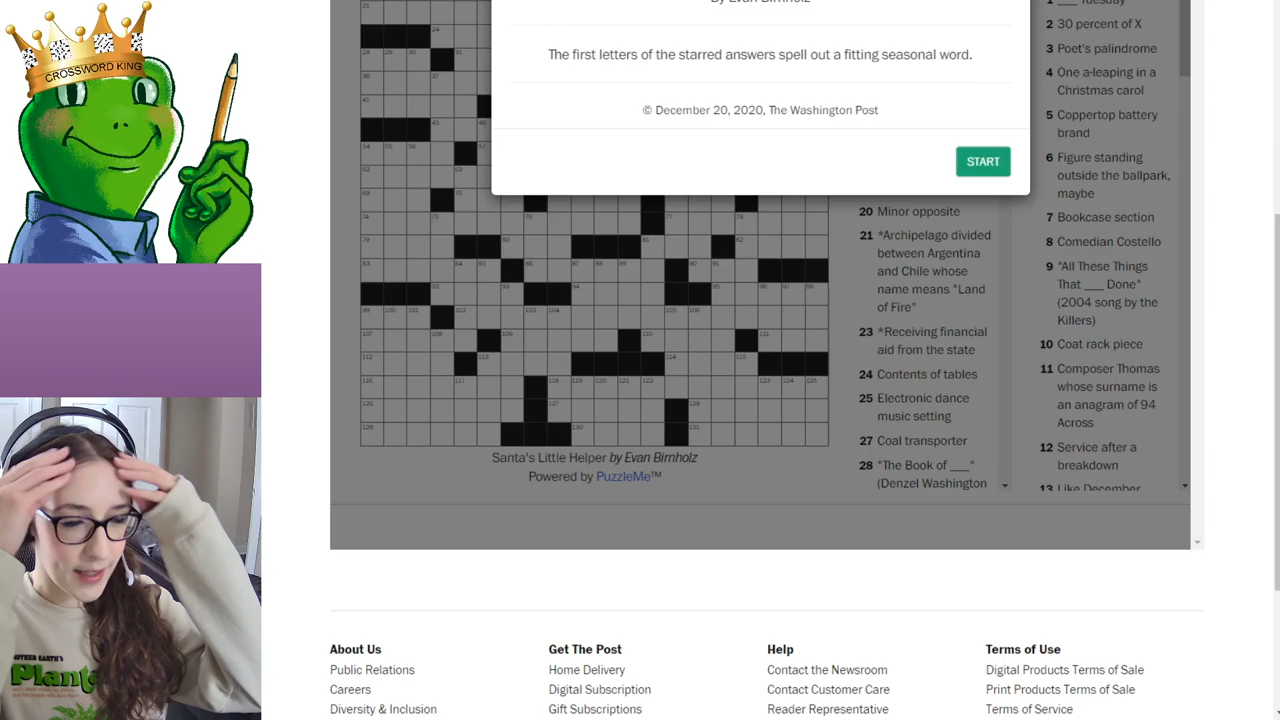 CROSSWORD KING
MOTHER EARTH'S
Plants
The first letters of the starred answers spell out a fitting seasonal word.
© December 20, 2020, The Washington Post
START
Santa's Little Helper by Evan Birnholz
Powered by PuzzleMe™
20 Minor opposite
21 *Archipelago divided
between Argentina
and Chile whose
name means "Land
of Fire"
23 *Receiving financial
aid from the state
24 Contents of tables
25 Electronic dance
music setting
27 Coal transporter
28 "The Book of ___"
(Denzel Washington
1 ___ Tuesday
2 30 percent of X
3 Poet's palindrome
4 One a-leaping in a
Christmas carol
5 Coppertop battery
brand
6 Figure standing
outside the ballpark,
maybe
7 Bookcase section
8 Comedian Costello
9 "All These Things
That ___ Done"
(2004 song by the
Killers)
10 Coat rack piece
11 Composer Thomas
whose surname is
an anagram of 94
Across
12 Service after a
breakdown
13 Like December
About Us
Public Relations
Careers
Diversity & Inclusion
Get The Post
Home Delivery
Digital Subscription
Gift Subscriptions
Help
Contact the Newsroom
Contact Customer Care
Reader Representative
Terms of Use
Digital Products Terms of Sale
Print Products Terms of Sale
Terms of Service